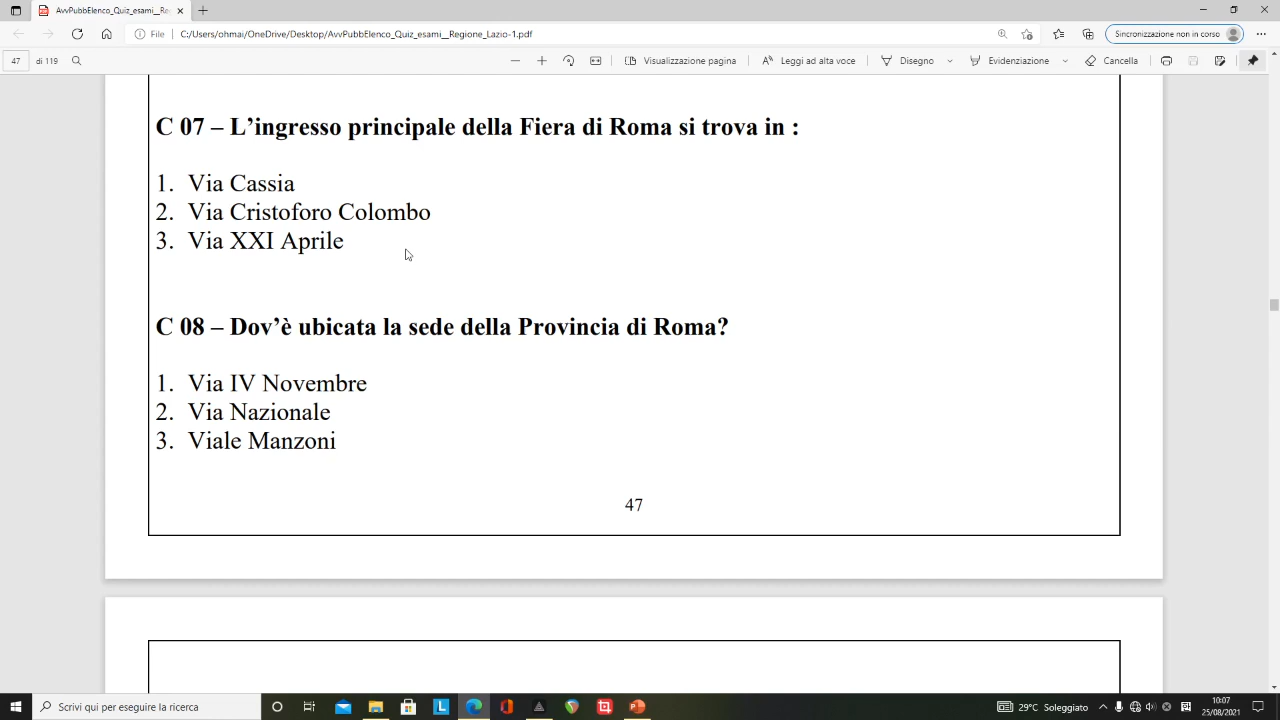 AvvPubbElenco_Quiz_esami__Re
File
C:/Users/ohmai/OneDrive/Desktop/AvvPubbElenco_Quiz_esami__Regione_Lazio-1.pdf
Sincronizzazione non in corso
47 di 119
Visualizzazione pagina
Leggi ad alta voce
Disegno
Evidenziazione
Cancella
C 07 – L’ingresso principale della Fiera di Roma si trova in :
1. Via Cassia
2. Via Cristoforo Colombo
3. Via XXI Aprile
C 08 – Dov’è ubicata la sede della Provincia di Roma?
1. Via IV Novembre
2. Via Nazionale
3. Viale Manzoni
47
Scrivi qui per eseguire la ricerca
29°C Soleggiato
10:07
25/08/2021